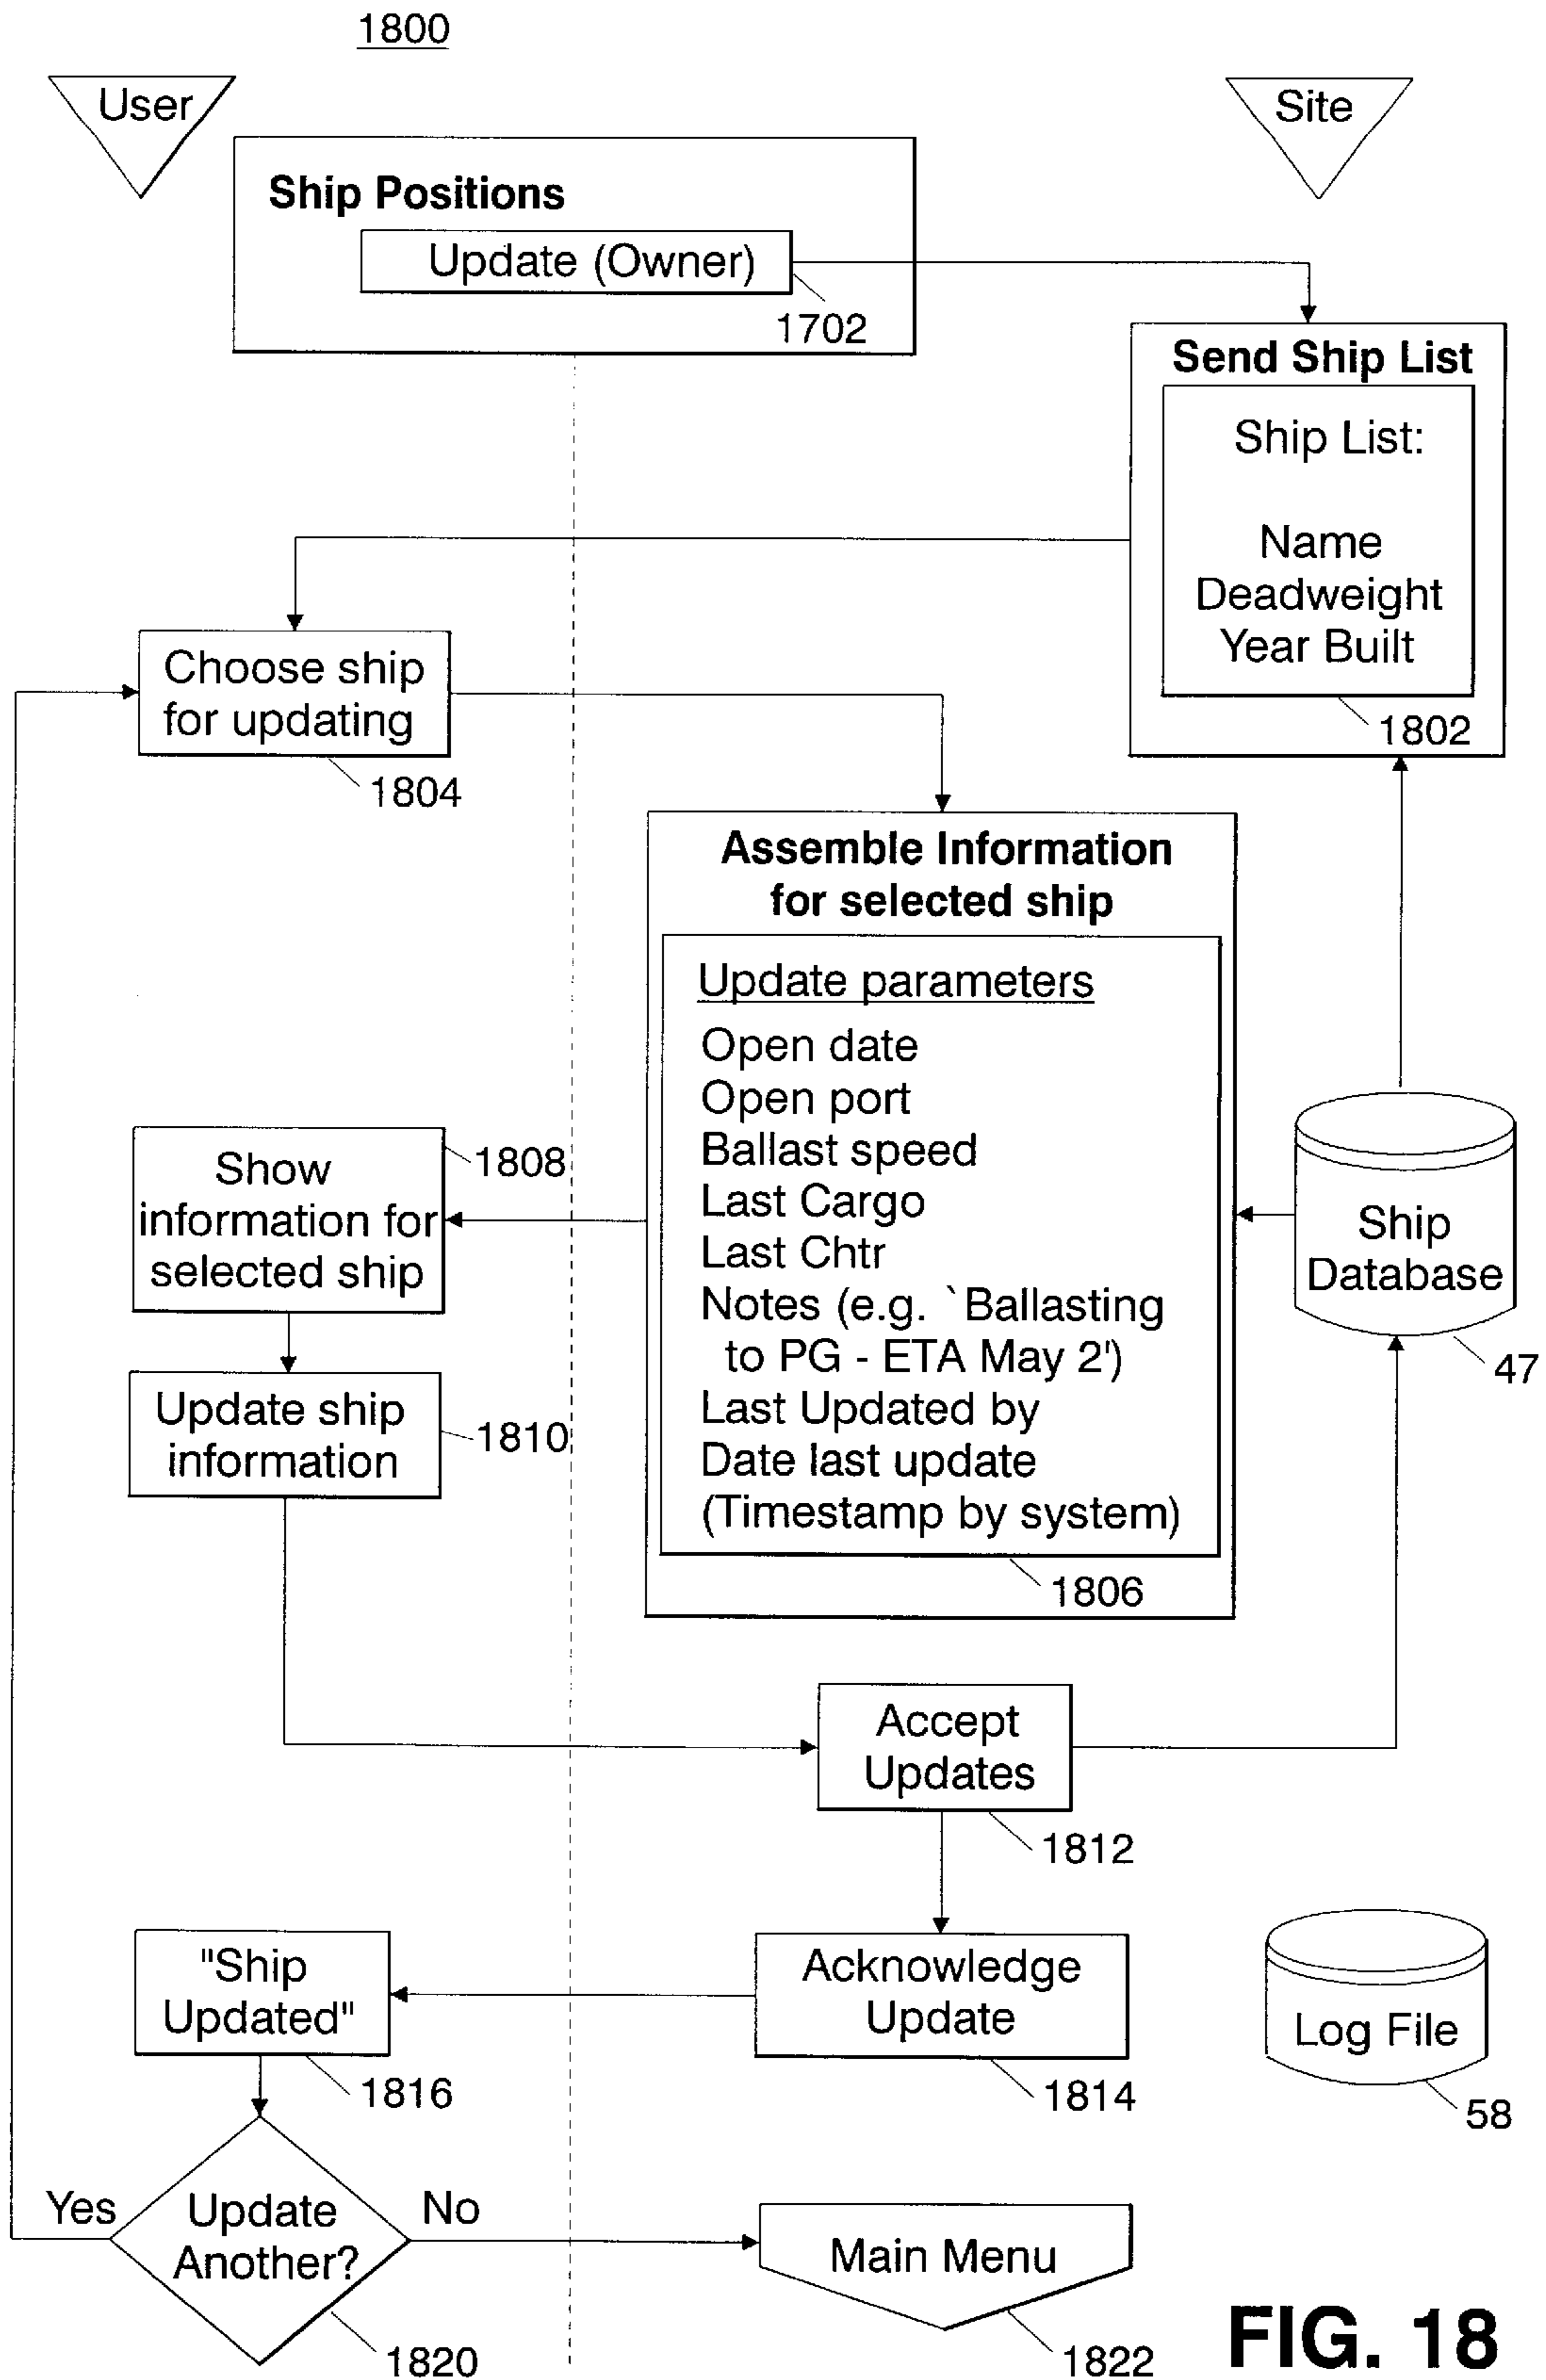 1800
User
Site
Ship Positions
Update (Owner)
1702
Send Ship List
Ship List:
Name
Deadweight
Year Built
1802
Choose ship
for updating
1804
Assemble Information
for selected ship
Update parameters
Open date
Open port
Ballast speed
Last Cargo
Last Chtr
Notes (e.g. `Ballasting
to PG - ETA May 2')
Last Updated by
Date last update
(Timestamp by system)
1806
Show
information for
selected ship
1808
Ship
Database
47
Update ship
information
1810
Accept
Updates
1812
"Ship
Updated"
1816
Acknowledge
Update
1814
Log File
58
Yes
Update
Another?
No
1820
Main Menu
1822
FIG. 18